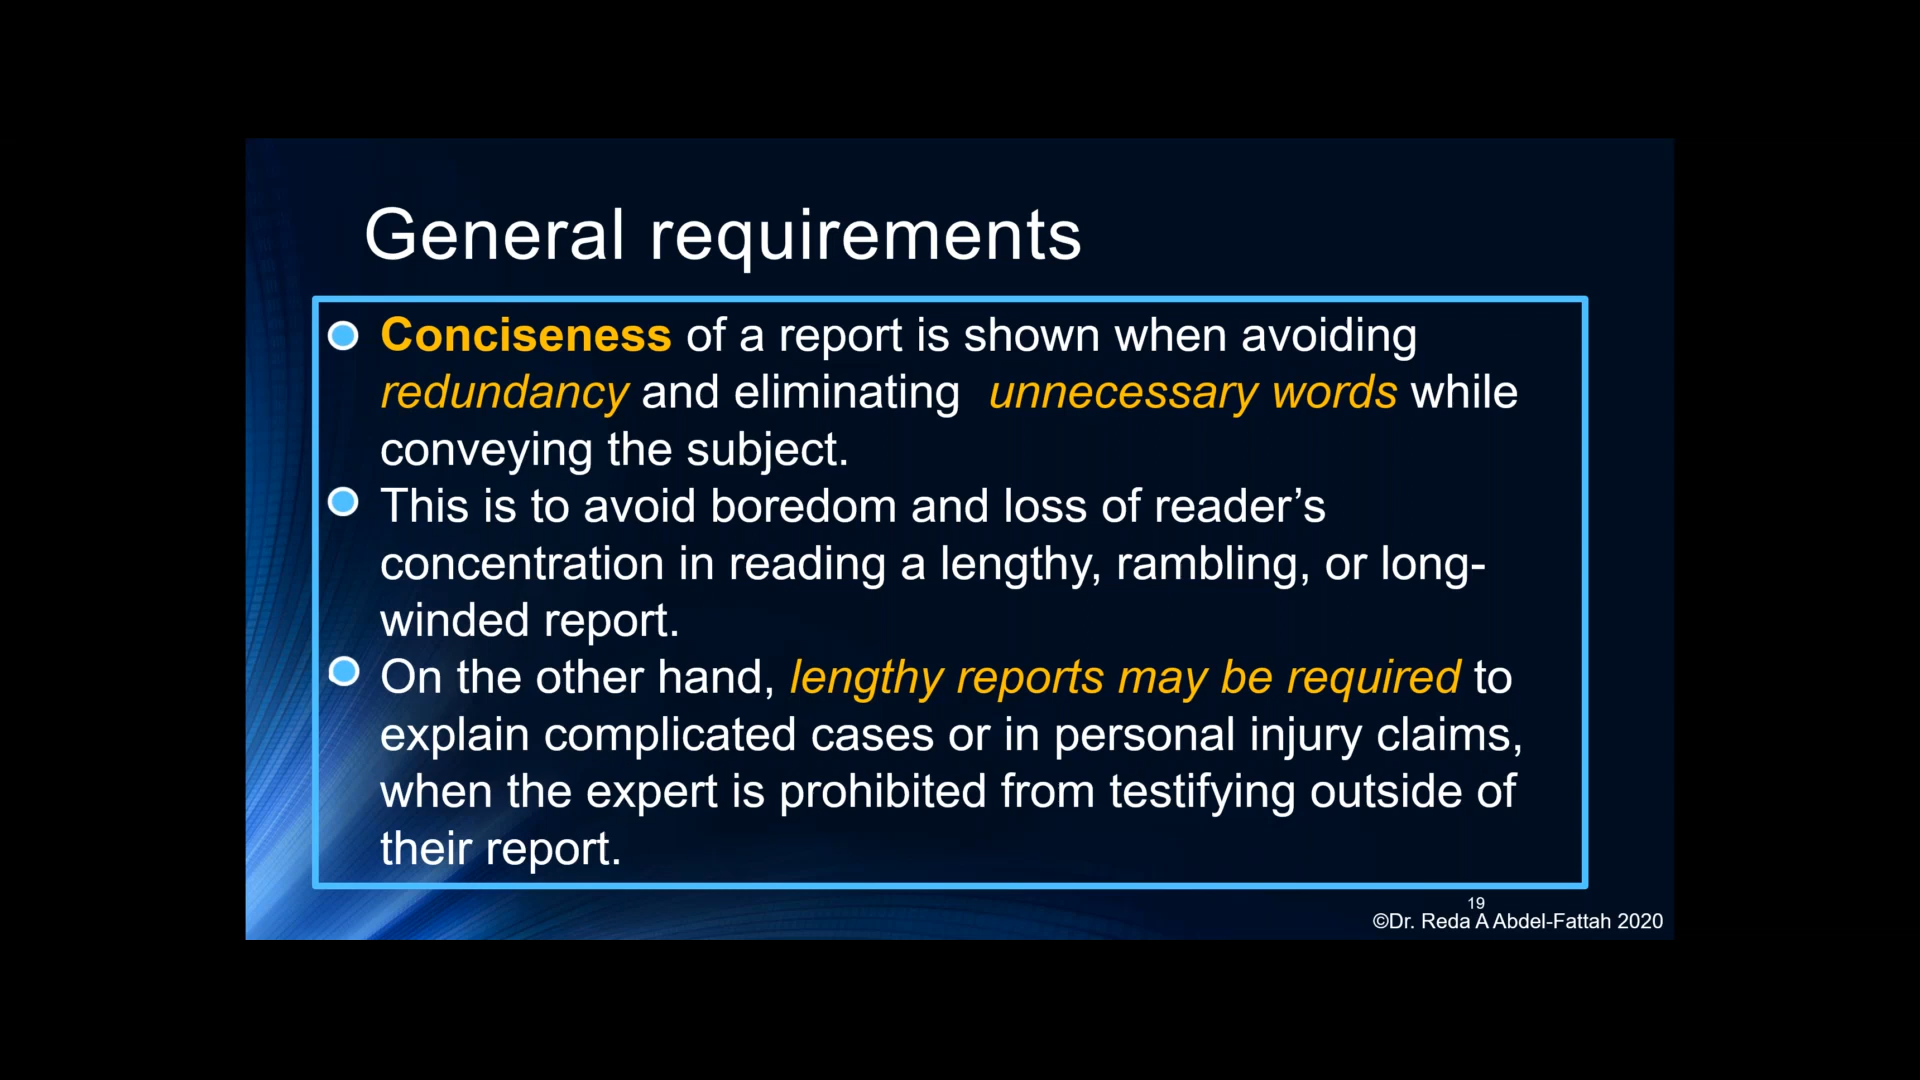 General requirements
Conciseness of a report is shown when avoiding
redundancy and eliminating  unnecessary words while
conveying the subject.
This is to avoid boredom and loss of reader’s
concentration in reading a lengthy, rambling, or long-
winded report.
On the other hand, lengthy reports may be required to
explain complicated cases or in personal injury claims,
when the expert is prohibited from testifying outside of
their report.
19
©Dr. Reda A Abdel-Fattah 2020